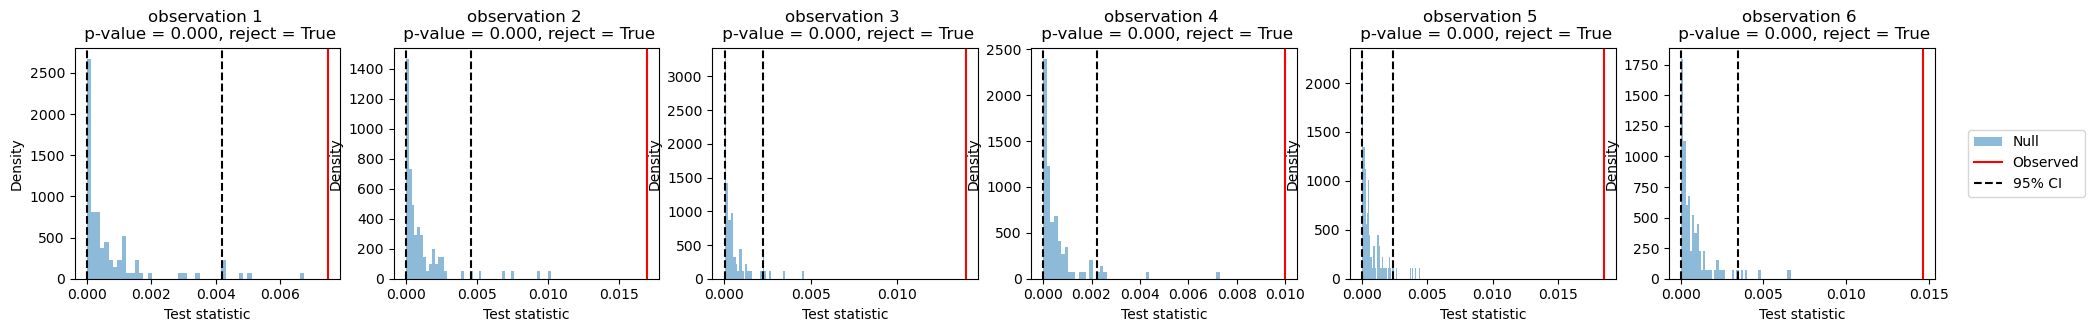 observation 1
p-value = 0.000, reject = True
Density
2500
2000
1500
1000
500
0
0.000 0.002 0.004 0.006
Test statistic
observation 2
p-value = 0.000, reject = True
Density
1400
1200
1000
800
600
400
200
0
0.000 0.005 0.010 0.015
Test statistic
observation 3
p-value = 0.000, reject = True
Density
3000
2500
2000
1500
1000
500
0
0.000 0.005 0.010
Test statistic
observation 4
p-value = 0.000, reject = True
Density
2500
2000
1500
1000
500
0
0.000 0.002 0.004 0.006 0.008 0.010
Test statistic
observation 5
p-value = 0.000, reject = True
Density
2000
1500
1000
500
0
0.000 0.005 0.010 0.015
Test statistic
observation 6
p-value = 0.000, reject = True
Density
1750
1500
1250
1000
750
500
250
0
0.000 0.005 0.010 0.015
Test statistic
Null
Observed
95% CI